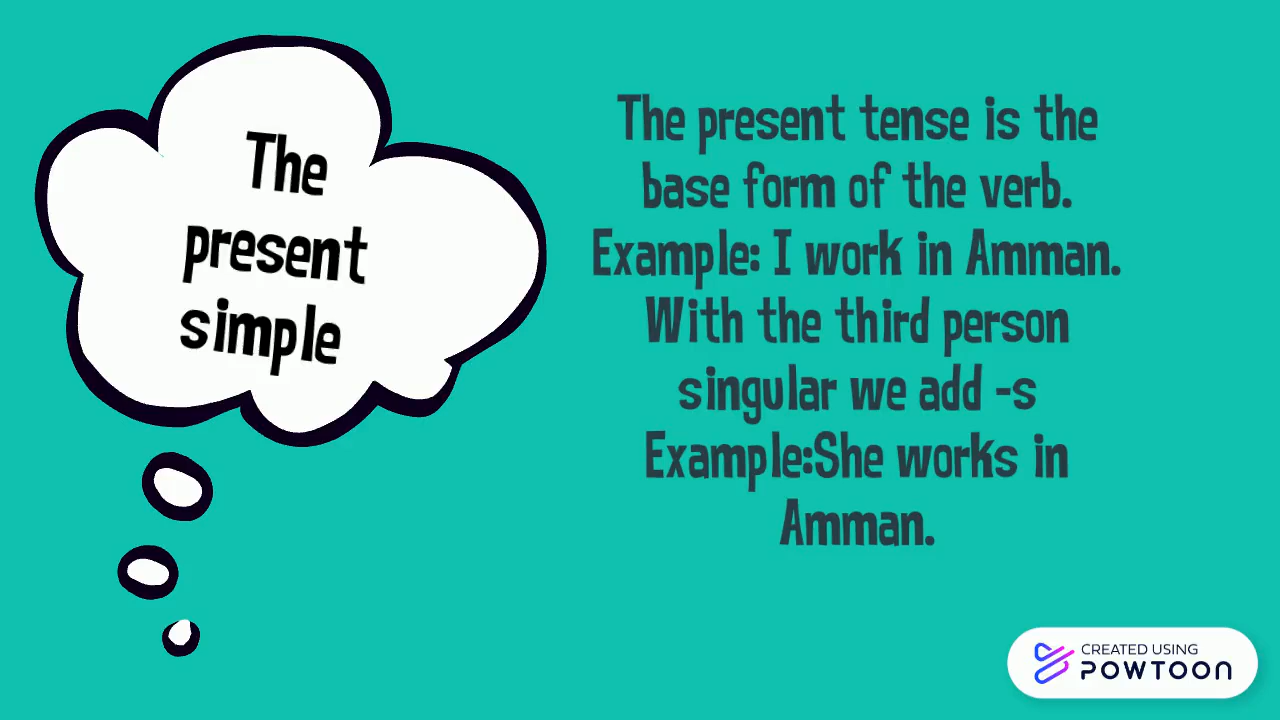 The
present
simple
The present tense is the
base form of the verb.
Example: I work in Amman.
With the third person
singular we add -s
Example:She works in
Amman.
CREATED USING
POWTOON